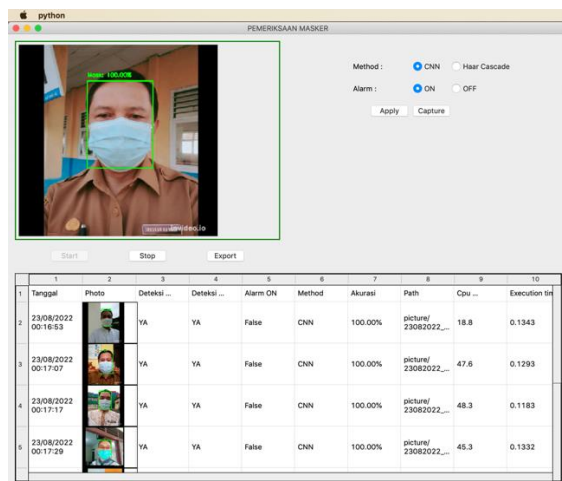 python
PEMERIKSAAN MASKER
Mask: 100.00%
Method :
CNN
Haar Cascade
Alarm :
ON
OFF
Apply
Capture
Start
Stop
Export
1 2 3 4 5 6 7 8 9 10
1 Tanggal Photo Deteksi ... Deteksi ... Alarm ON Method Akurasi Path Cpu ... Execution tin
2 23/08/2022 00:16:53 YA YA False CNN 100.00% picture/ 23082022_... 18.8 0.1343
3 23/08/2022 00:17:07 YA YA False CNN 100.00% picture/ 23082022_... 47.6 0.1293
4 23/08/2022 00:17:17 YA YA False CNN 100.00% picture/ 23082022_... 48.3 0.1183
5 23/08/2022 00:17:29 YA YA False CNN 100.00% picture/ 23082022_... 45.3 0.1332